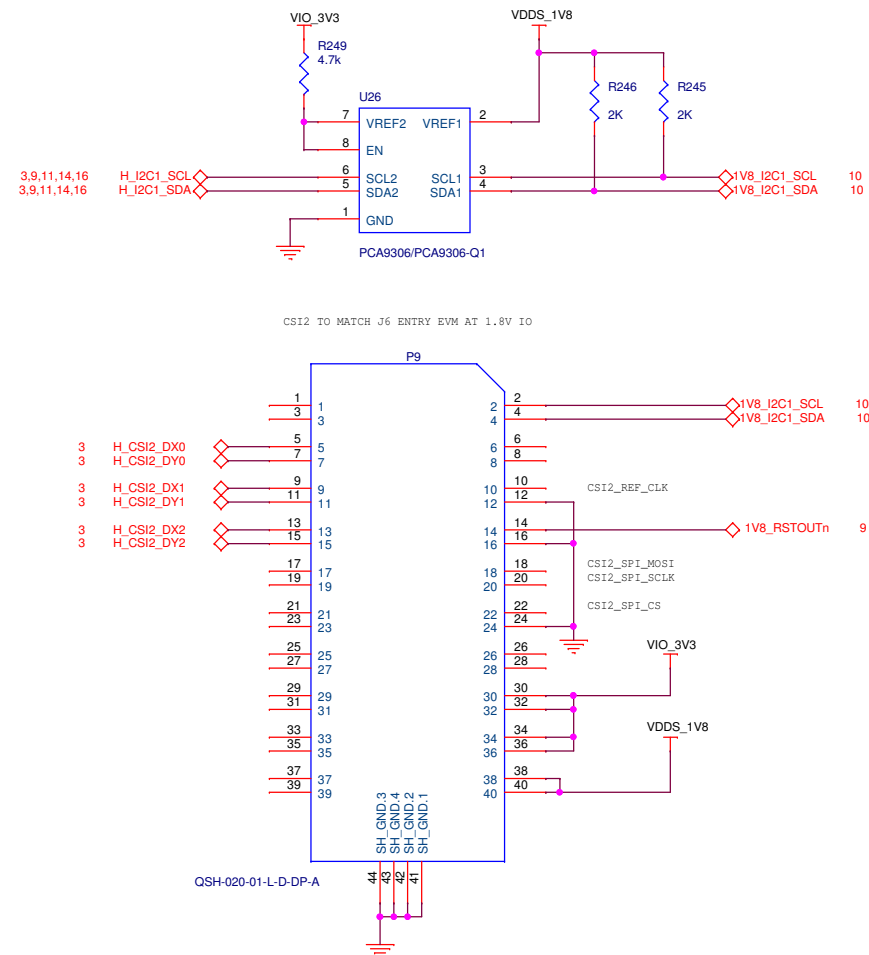 VIO_3V3 VDDS_1V8
R249
4.7k
R246 R245
2K 2K
U26
7 VREF2 VREF1 2
8 EN
3,9,11,14,16 H_I2C1_SCL 6 SCL2 SCL1 3 1V8_I2C1_SCL 10
3,9,11,14,16 H_I2C1_SDA 5 SDA2 SDA1 4 1V8_I2C1_SDA 10
1 GND
PCA9306/PCA9306-Q1
CSI2 TO MATCH J6 ENTRY EVM AT 1.8V IO
P9
1 1 2 2 1V8_I2C1_SCL 10
3 3 4 4 1V8_I2C1_SDA 10
3 H_CSI2_DX0 5 5 6 6
3 H_CSI2_DY0 7 7 8 8
3 H_CSI2_DX1 9 9 10 10 CSI2_REF_CLK
3 H_CSI2_DY1 11 11 12 12
3 H_CSI2_DX2 13 13 14 14 1V8_RSTOUTn 9
3 H_CSI2_DY2 15 15 16 16
17 17 18 18 CSI2_SPI_MOSI
19 19 20 20 CSI2_SPI_SCLK
21 21 22 22 CSI2_SPI_CS
23 23 24 24
25 25 26 26
27 27 28 28
VIO_3V3
29 29 30 30
31 31 32 32
VDDS_1V8
33 33 34 34
35 35 36 36
37 37 38 38
39 39 40 40
SH_GND.3 SH_GND.4 SH_GND.2 SH_GND.1
44 43 42 41
QSH-020-01-L-D-DP-A